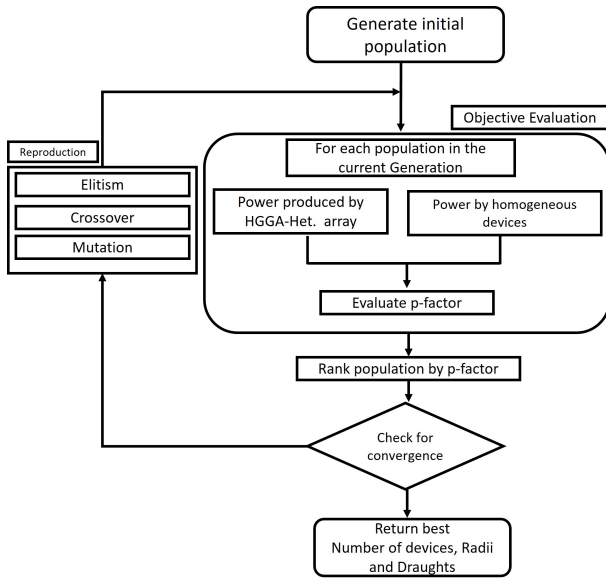 Generate initial
population
Objective Evaluation
Reproduction
Elitism
Crossover
Mutation
For each population in the
current Generation
Power produced by
HGGA-Het. array
Power by homogeneous
devices
Evaluate p-factor
Rank population by p-factor
Check for
convergence
Return best
Number of devices, Radii
and Draughts